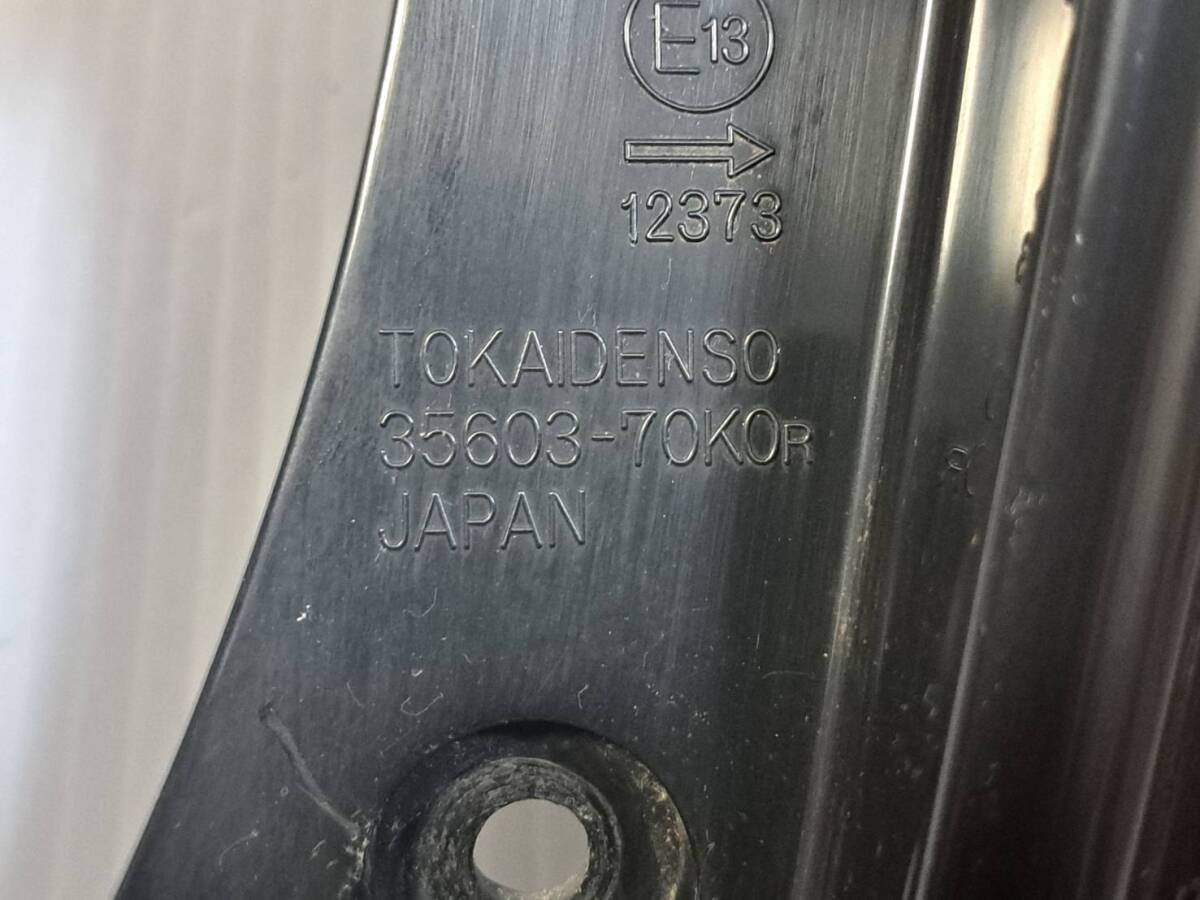 E13
12373
TOKAIDENSO
35603-70K0R
JAPAN